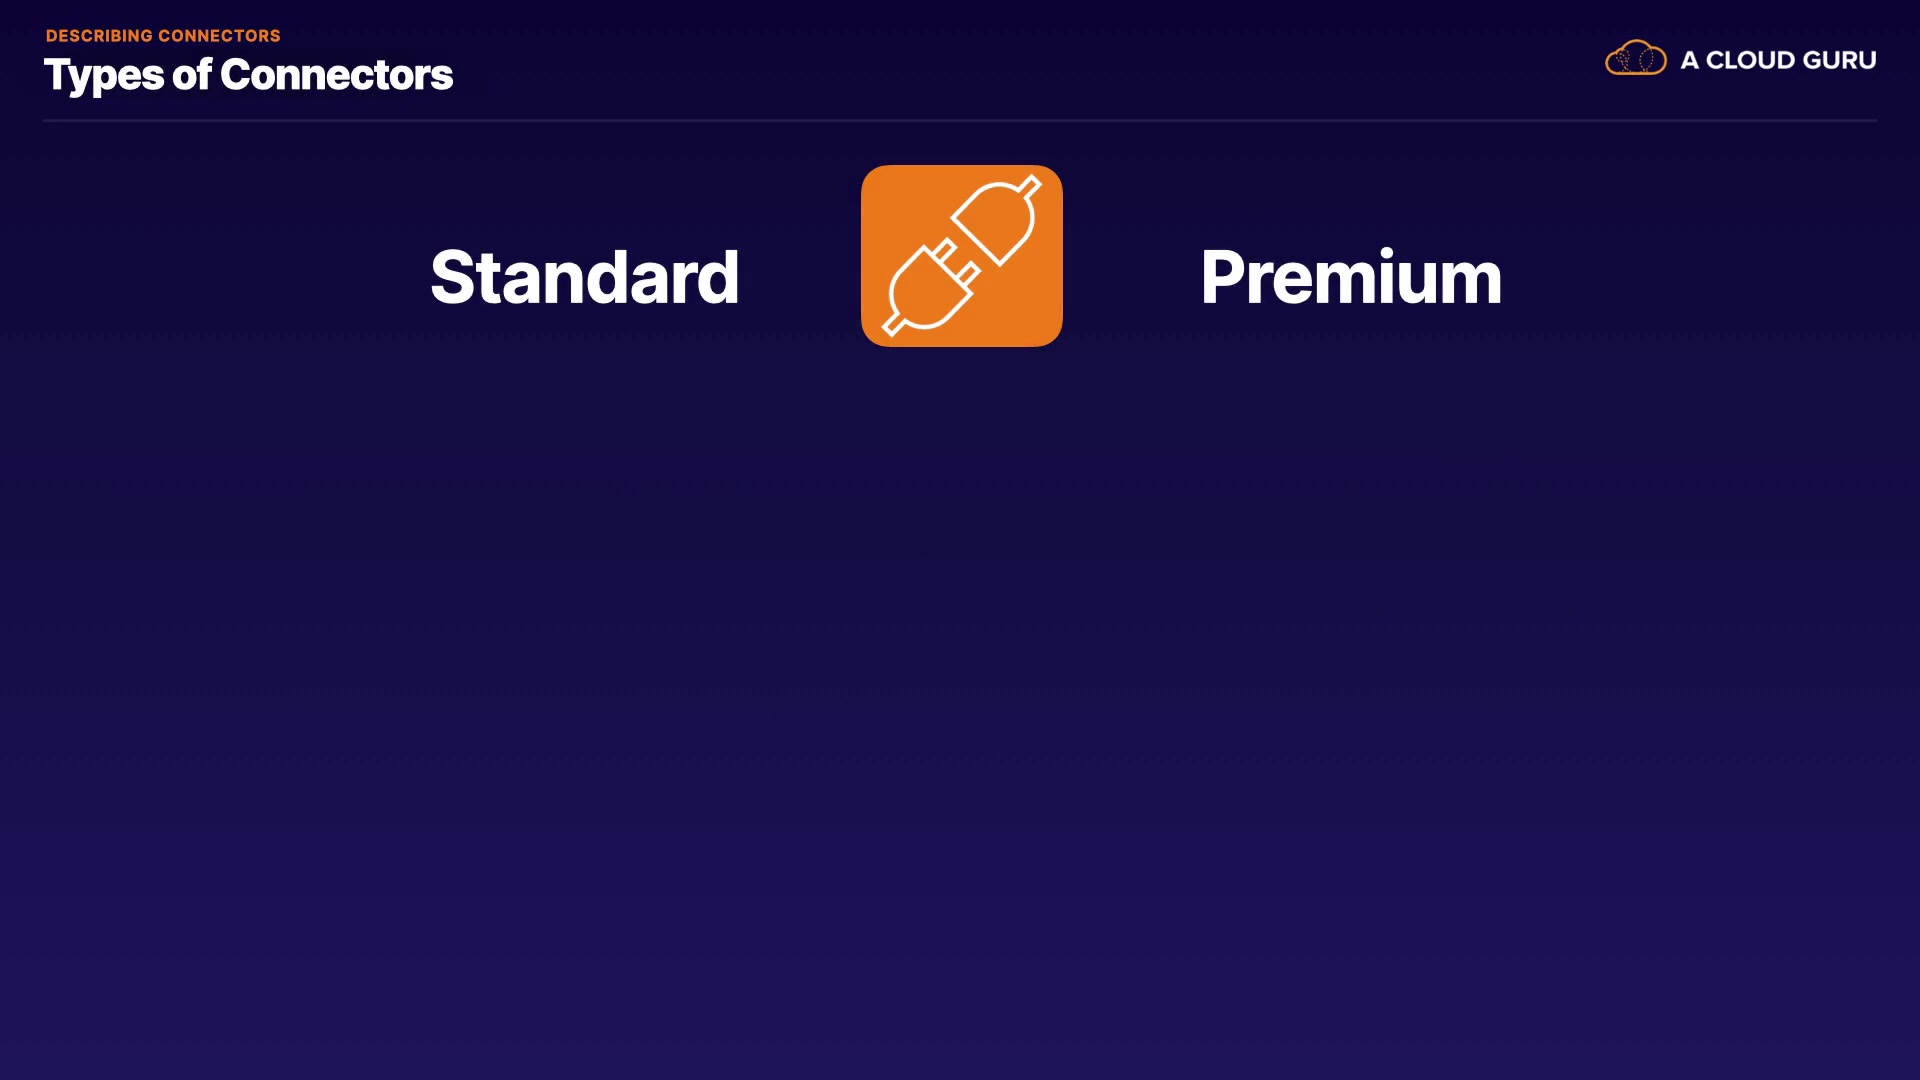 DESCRIBING CONNECTORS
Types of Connectors
A CLOUD GURU
Standard
Premium